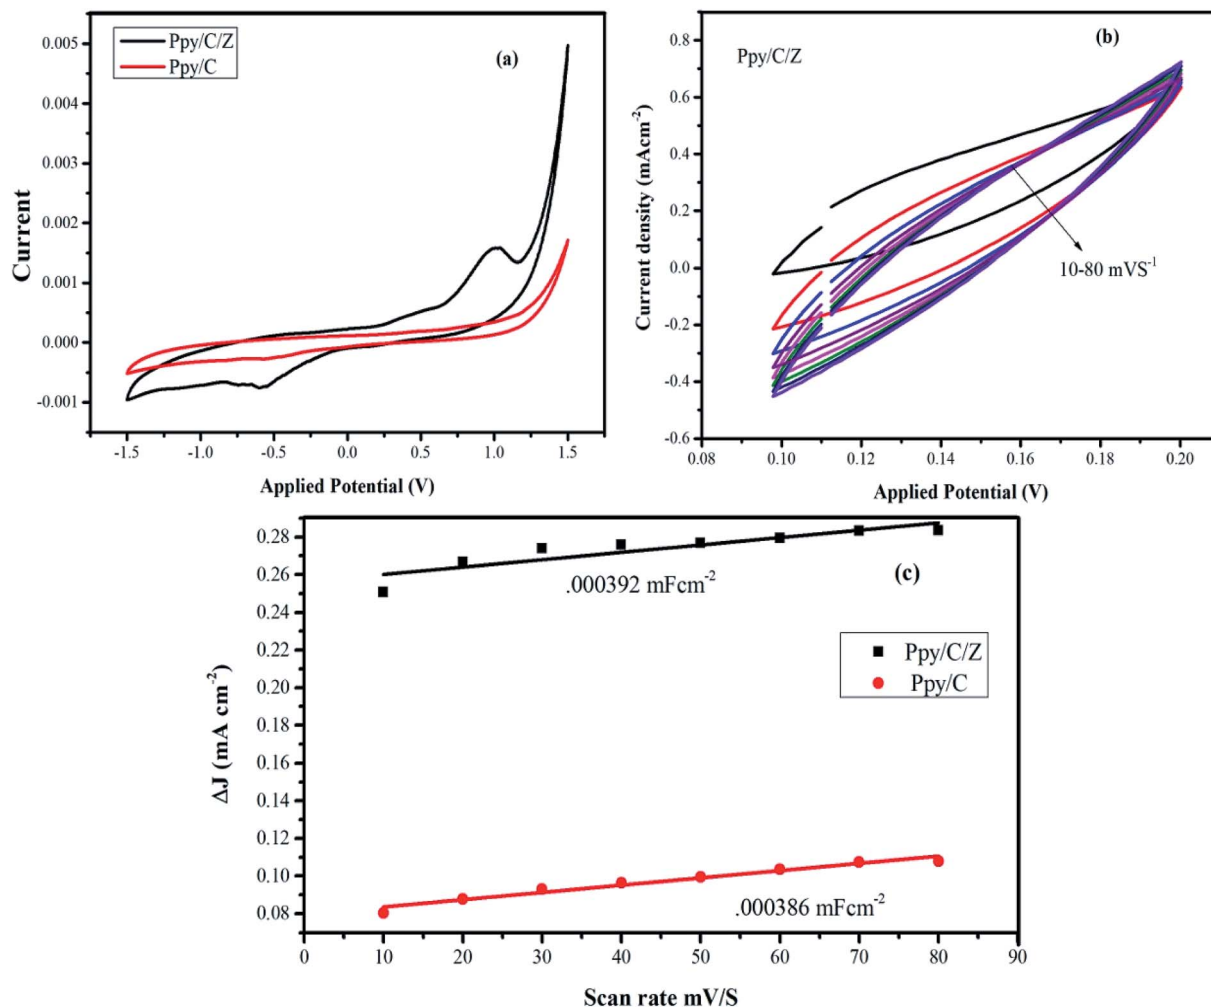 Ppy/C/Z
Ppy/C
(a)
0.005
0.004
0.003
0.002
0.001
0.000
-0.001
Current
-1.5 -1.0 -0.5 0.0 0.5 1.0 1.5
Applied Potential (V)
(b)
Ppy/C/Z
0.8
0.6
0.4
0.2
0.0
-0.2
-0.4
-0.6
Current density (mAcm-2)
10-80 mVS-1
0.08 0.10 0.12 0.14 0.16 0.18 0.20
Applied Potential (V)
(c)
0.28
0.26
0.24
0.22
0.20
0.18
0.16
0.14
0.12
0.10
0.08
ΔJ (mA cm-2)
.000392 mFcm-2
Ppy/C/Z
Ppy/C
.000386 mFcm-2
0 10 20 30 40 50 60 70 80 90
Scan rate mV/S